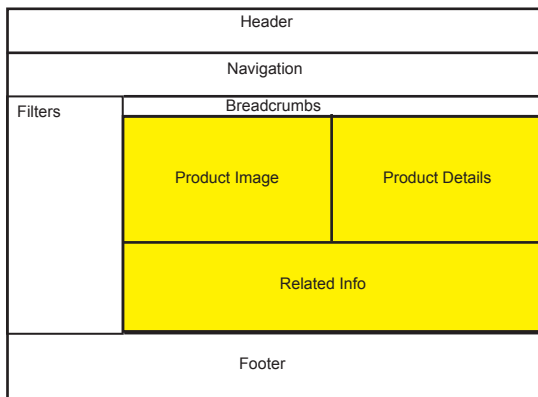 Header
Navigation
Filters
Breadcrumbs
Product Image
Product Details
Related Info
Footer